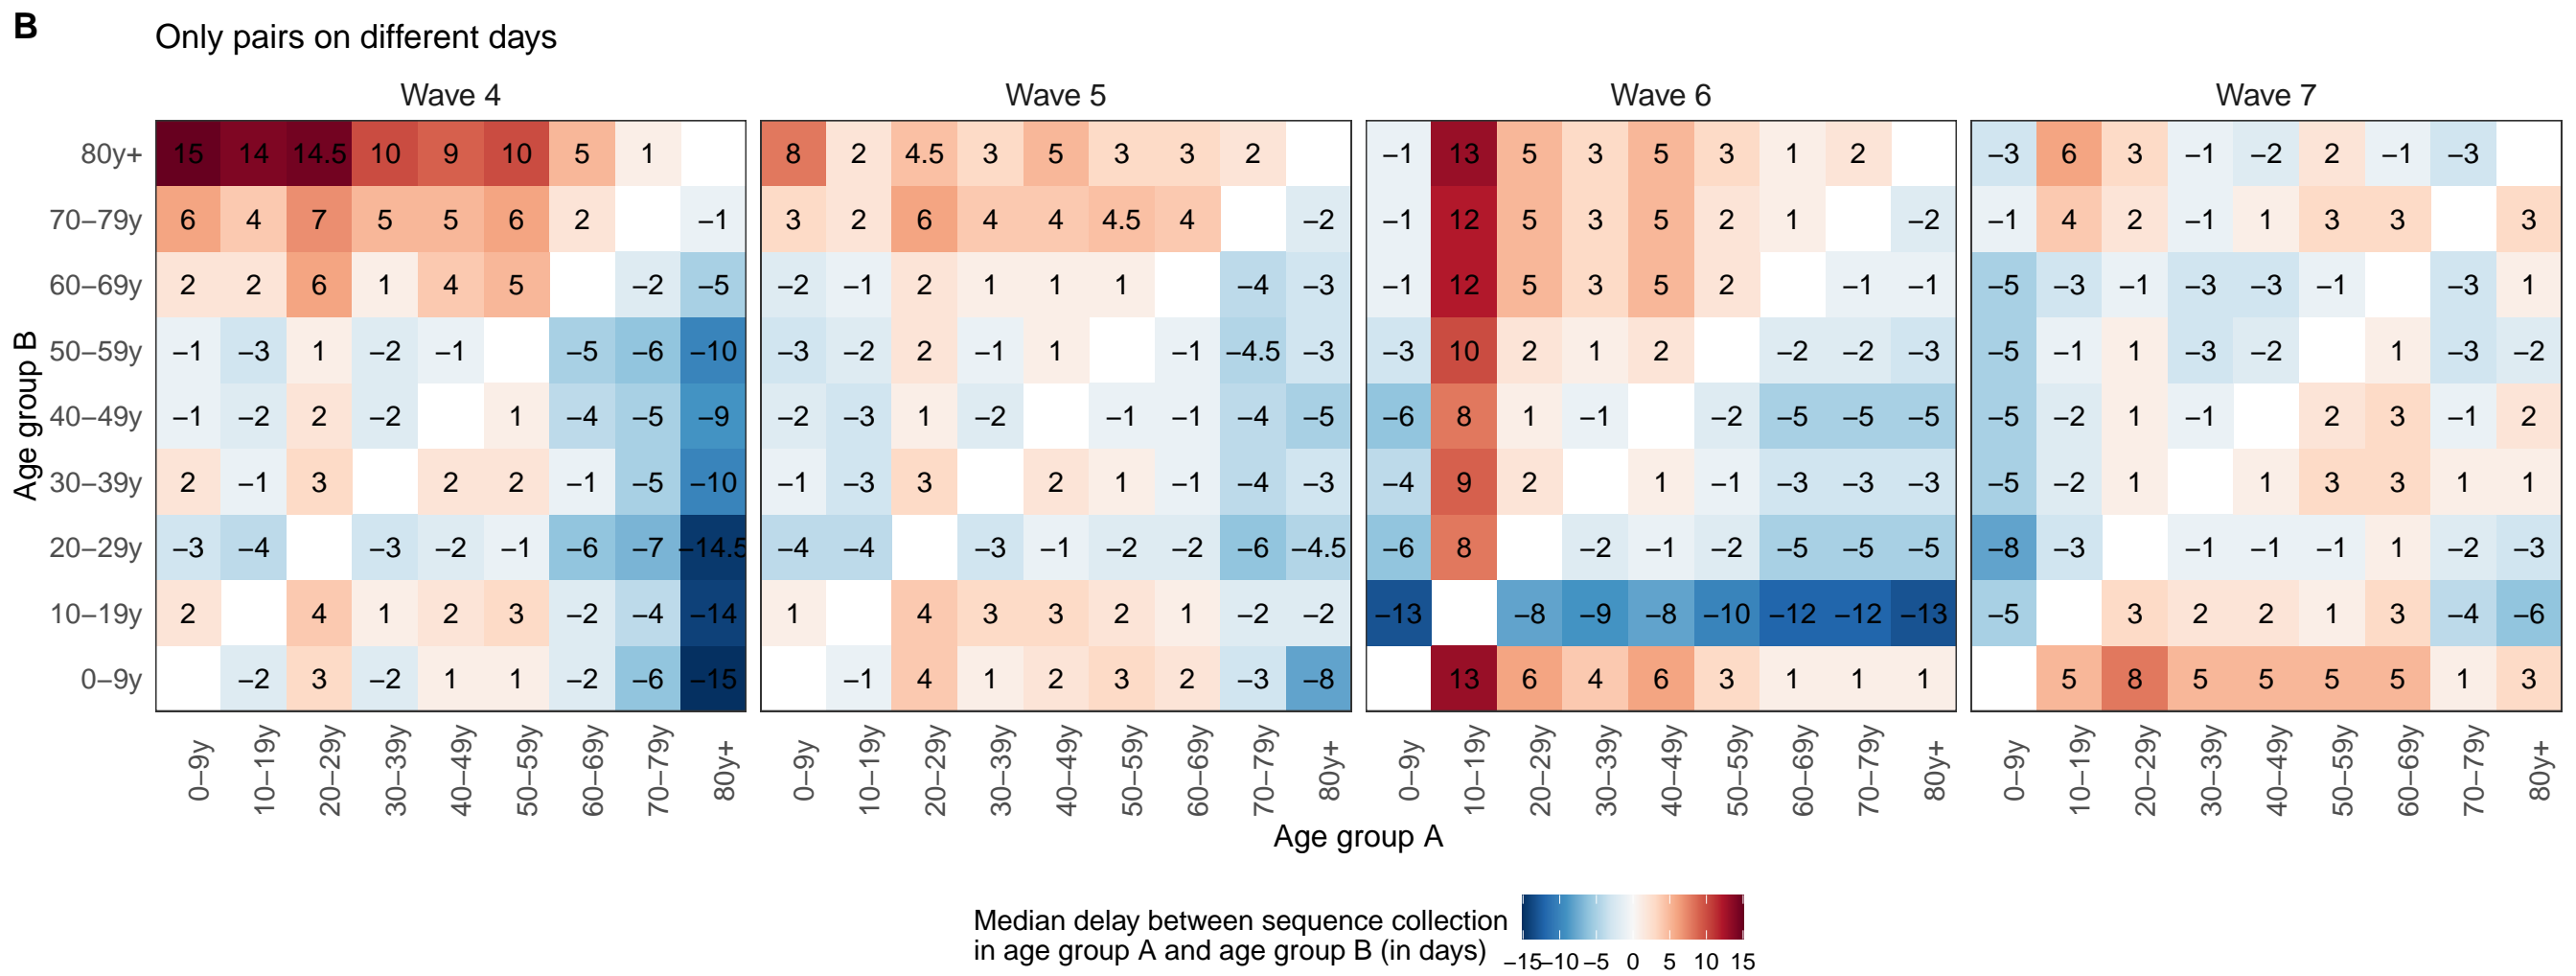 B
Only pairs on different days
Wave 4 Wave 5 Wave 6 Wave 7
80y+ 15 14 14.5 10 9 10 5 1 8 2 4.5 3 5 3 3 2 −1 13 5 3 5 3 1 2 −3 6 3 −1 −2 2 −1 −3
70−79y 6 4 7 5 5 6 2 −1 3 2 6 4 4 4.5 4 −2 −1 12 5 3 5 2 1 −2 −1 4 2 −1 1 3 3 3
60−69y 2 2 6 1 4 5 −2 −5 −2 −1 2 1 1 1 −4 −3 −1 12 5 3 5 2 −1 −1 −5 −3 −1 −3 −3 −1 −3 1
50−59y −1 −3 1 −2 −1 −5 −6 −10 −3 −2 2 −1 1 −1 −4.5 −3 −3 10 2 1 2 −2 −2 −3 −5 −1 1 −3 −2 1 −3 −2
40−49y −1 −2 2 −2 1 −4 −5 −9 −2 −3 1 −2 −1 −1 −4 −5 −6 8 1 −1 −2 −5 −5 −5 −5 −2 1 −1 2 3 −1 2
30−39y 2 −1 3 2 2 −1 −5 −10 −1 −3 3 2 1 −1 −4 −3 −4 9 2 1 −1 −3 −3 −3 −5 −2 1 1 3 3 1 1
20−29y −3 −4 −3 −2 −1 −6 −7 −14.5 −4 −4 −3 −1 −2 −2 −6 −4.5 −6 8 −2 −1 −2 −5 −5 −5 −8 −3 −1 −1 −1 1 −2 −3
10−19y 2 4 1 2 3 −2 −4 −14 1 4 3 3 2 1 −2 −2 −13 −8 −9 −8 −10 −12 −12 −13 −5 3 2 2 1 3 −4 −6
0−9y −2 3 −2 1 1 −2 −6 −15 −1 4 1 2 3 2 −3 −8 13 6 4 6 3 1 1 1 5 8 5 5 5 5 1 3
Age group B
0−9y 10−19y 20−29y 30−39y 40−49y 50−59y 60−69y 70−79y 80y+ 0−9y 10−19y 20−29y 30−39y 40−49y 50−59y 60−69y 70−79y 80y+ 0−9y 10−19y 20−29y 30−39y 40−49y 50−59y 60−69y 70−79y 80y+ 0−9y 10−19y 20−29y 30−39y 40−49y 50−59y 60−69y 70−79y 80y+
Age group A
Median delay between sequence collection
in age group A and age group B (in days)
−15 −10 −5 0 5 10 15